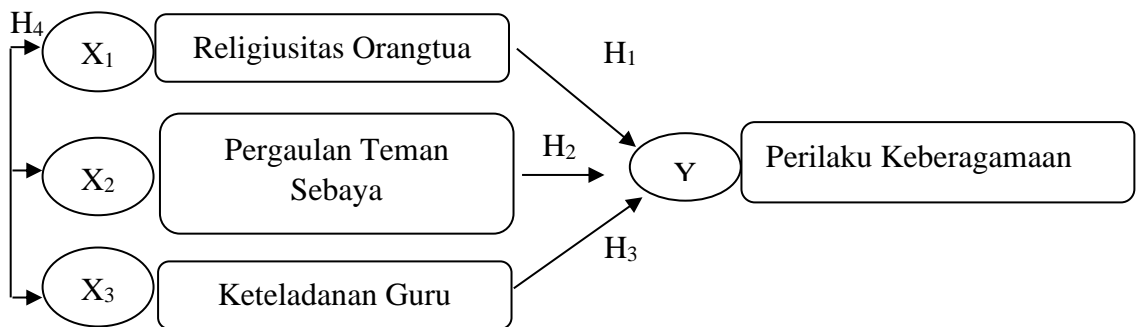 H₄
X₁
Religiusitas Orangtua
H₁
X₂
Pergaulan Teman
Sebaya
H₂
Y
Perilaku Keberagamaan
X₃
Keteladanan Guru
H₃